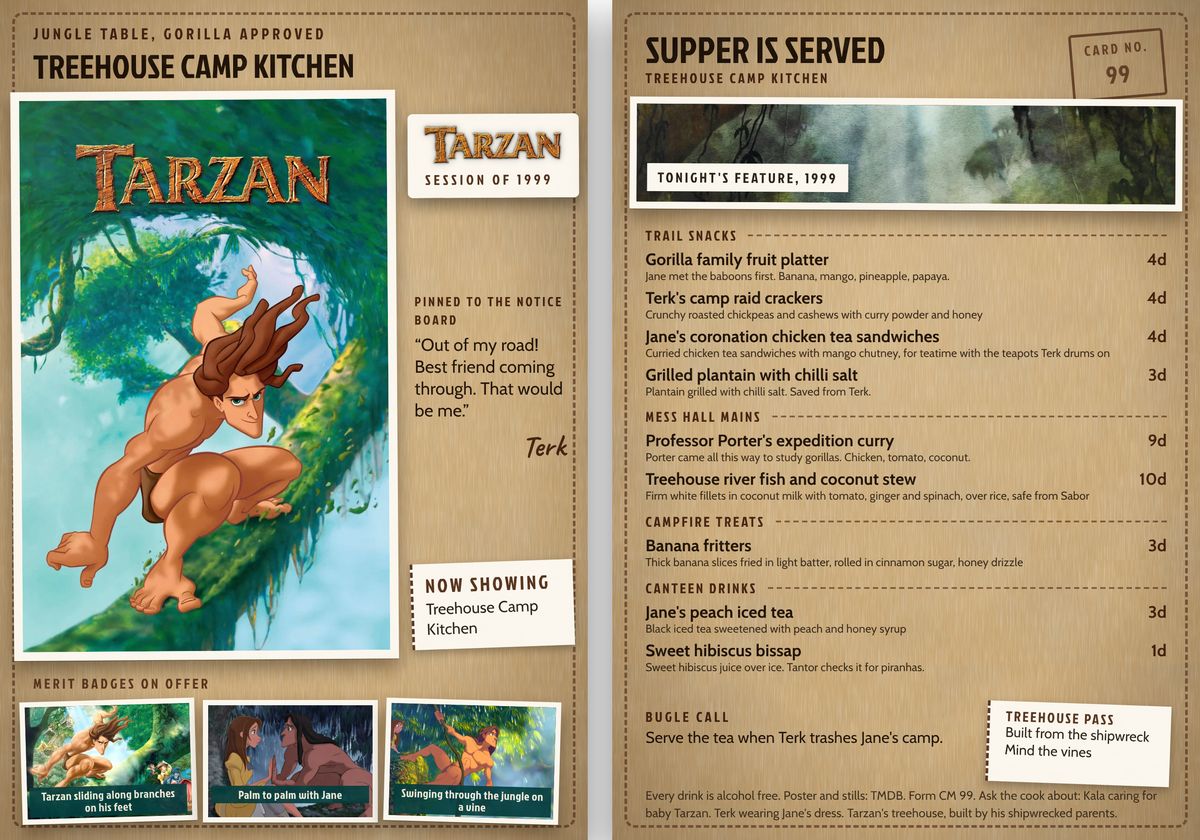 JUNGLE TABLE, GORILLA APPROVED
TREEHOUSE CAMP KITCHEN
TARZAN
TARZAN
SESSION OF 1999
PINNED TO THE NOTICE
BOARD
“Out of my road!
Best friend coming
through. That would
be me.”
Terk
NOW SHOWING
Treehouse Camp
Kitchen
MERIT BADGES ON OFFER
Tarzan sliding along branches
on his feet
Palm to palm with Jane
Swinging through the jungle on
a vine
SUPPER IS SERVED
TREEHOUSE CAMP KITCHEN
CARD NO.
99
TONIGHT'S FEATURE, 1999
TRAIL SNACKS
Gorilla family fruit platter 4d
Jane met the baboons first. Banana, mango, pineapple, papaya.
Terk's camp raid crackers 4d
Crunchy roasted chickpeas and cashews with curry powder and honey
Jane's coronation chicken tea sandwiches 4d
Curried chicken tea sandwiches with mango chutney, for teatime with the teapots Terk drums on
Grilled plantain with chilli salt 3d
Plantain grilled with chilli salt. Saved from Terk.
MESS HALL MAINS
Professor Porter's expedition curry 9d
Porter came all this way to study gorillas. Chicken, tomato, coconut.
Treehouse river fish and coconut stew 10d
Firm white fillets in coconut milk with tomato, ginger and spinach, over rice, safe from Sabor
CAMPFIRE TREATS
Banana fritters 3d
Thick banana slices fried in light batter, rolled in cinnamon sugar, honey drizzle
CANTEEN DRINKS
Jane's peach iced tea 3d
Black iced tea sweetened with peach and honey syrup
Sweet hibiscus bissap 1d
Sweet hibiscus juice over ice. Tantor checks it for piranhas.
BUGLE CALL
Serve the tea when Terk trashes Jane's camp.
TREEHOUSE PASS
Built from the shipwreck
Mind the vines
Every drink is alcohol free. Poster and stills: TMDB. Form CM 99. Ask the cook about: Kala caring for
baby Tarzan. Terk wearing Jane's dress. Tarzan's treehouse, built by his shipwrecked parents.